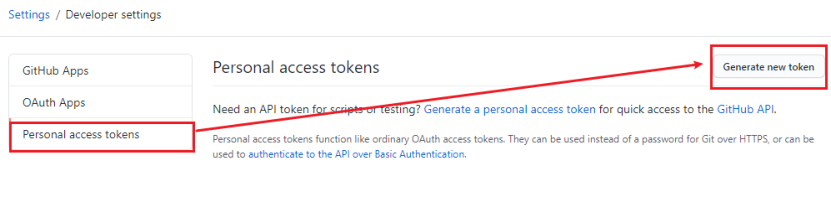 Settings / Developer settings
GitHub Apps
OAuth Apps
Personal access tokens
Personal access tokens
Generate new token
Need an API token for scripts or testing? Generate a personal access token for quick access to the GitHub API.
Personal access tokens function like ordinary OAuth access tokens. They can be used instead of a password for Git over HTTPS, or can be
used to authenticate to the API over Basic Authentication.